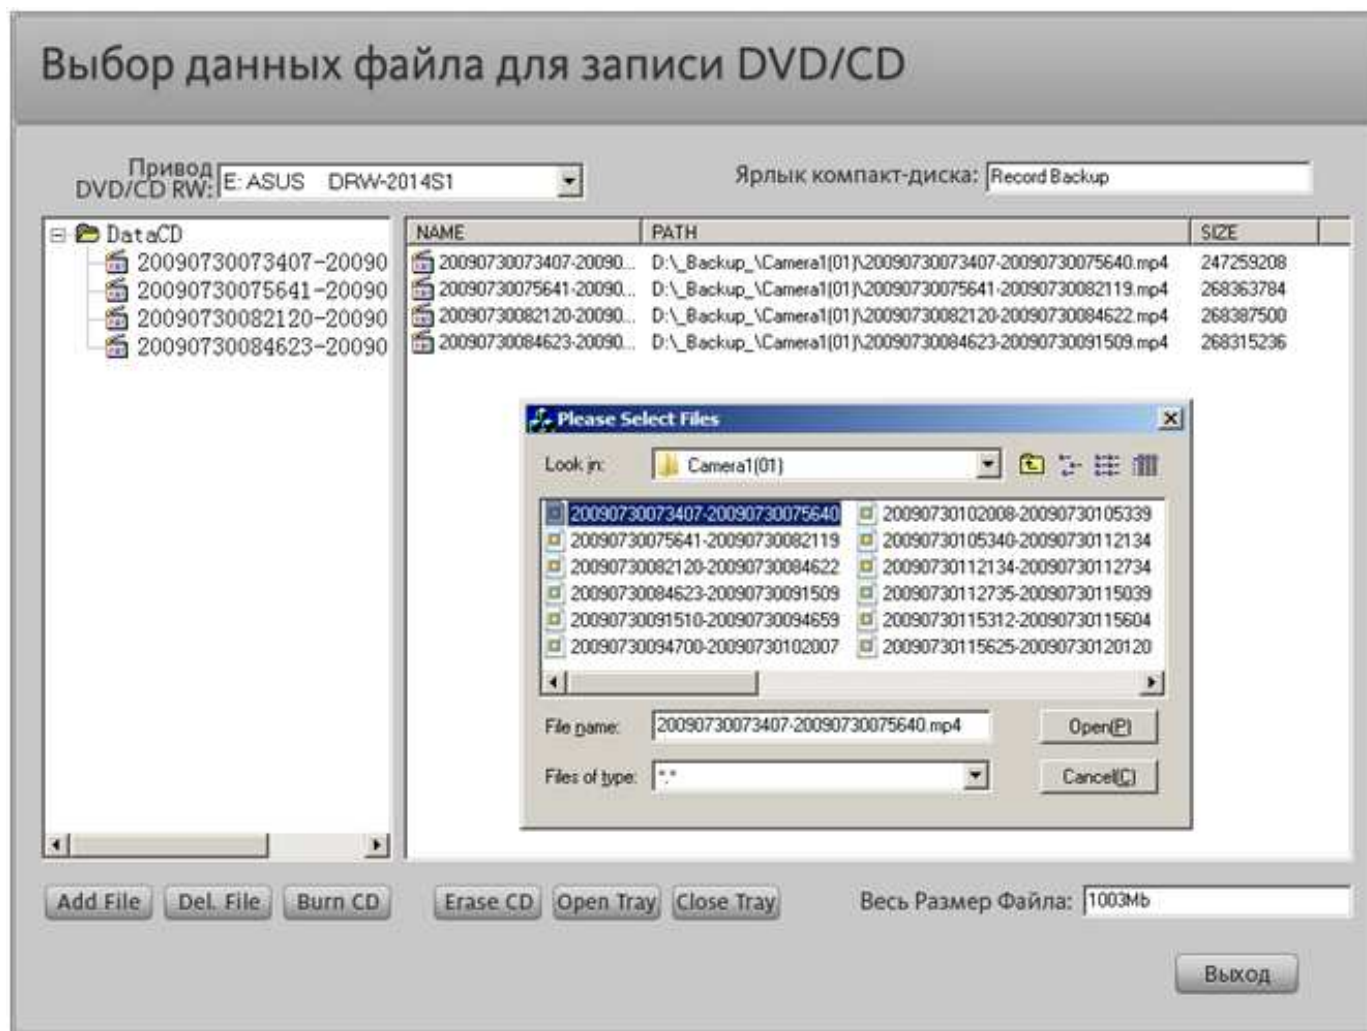 Выбор данных файла для записи DVD/CD
Привод
DVD/CD RW:
E: ASUS DRW-2014S1
Ярлык компакт-диска: Record Backup
DataCD
20090730073407-20090
20090730075641-20090
20090730082120-20090
20090730084623-20090
NAME PATH SIZE
20090730073407-20090... D:\_Backup_\Camera1(01)\20090730073407-20090730075640.mp4 247259208
20090730075641-20090... D:\_Backup_\Camera1(01)\20090730075641-20090730082119.mp4 268363784
20090730082120-20090... D:\_Backup_\Camera1(01)\20090730082120-20090730084622.mp4 268387500
20090730084623-20090... D:\_Backup_\Camera1(01)\20090730084623-20090730091509.mp4 268315236
Please Select Files
Look in: Camera1(01)
20090730073407-20090730075640 20090730102008-20090730105339
20090730075641-20090730082119 20090730105340-20090730112134
20090730082120-20090730084622 20090730112134-20090730112734
20090730084623-20090730091509 20090730112735-20090730115039
20090730091510-20090730094659 20090730115312-20090730115604
20090730094700-20090730102007 20090730115625-20090730120120
File name: 20090730073407-20090730075640.mp4 Open(P)
Files of type: *.* Cancel(C)
Add File Del. File Burn CD Erase CD Open Tray Close Tray Весь Размер Файла: 1003Mb
Выход